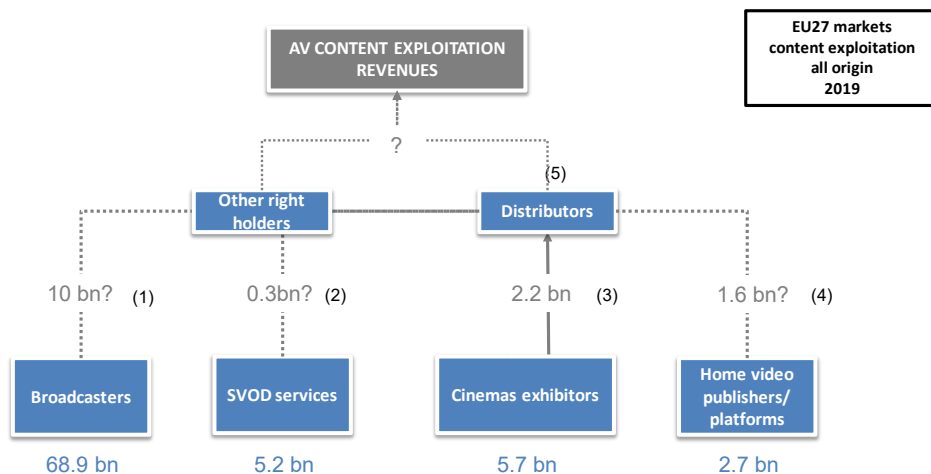 AV CONTENT EXPLOITATION
REVENUES
EU27 markets
content exploitation
all origin
2019
?
(5)
Other right
holders
Distributors
10 bn? (1)
0.3bn? (2)
2.2 bn (3)
1.6 bn? (4)
Broadcasters
SVOD services
Cinemas exhibitors
Home video
publishers/
platforms
68.9 bn
5.2 bn
5.7 bn
2.7 bn